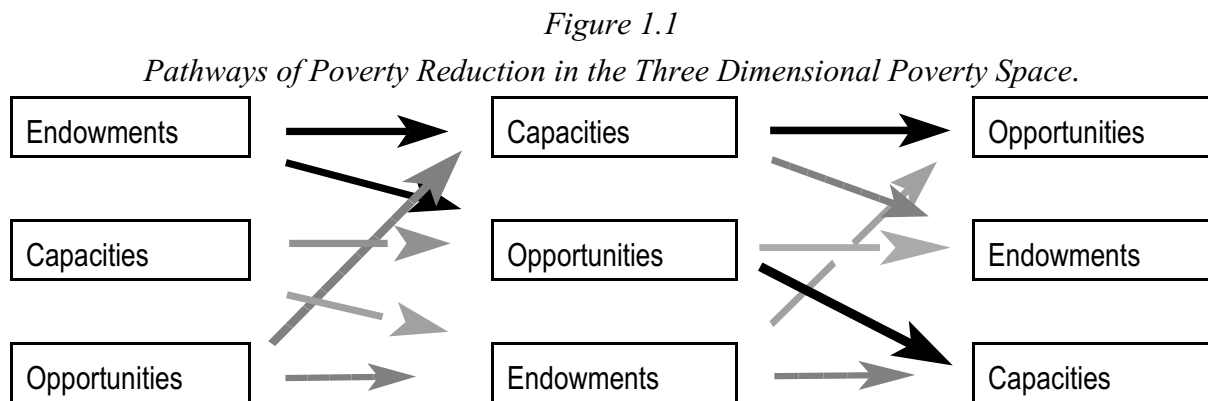 Figure 1.1
Pathways of Poverty Reduction in the Three Dimensional Poverty Space.
Endowments
Capacities
Opportunities
Capacities
Opportunities
Endowments
Opportunities
Endowments
Capacities